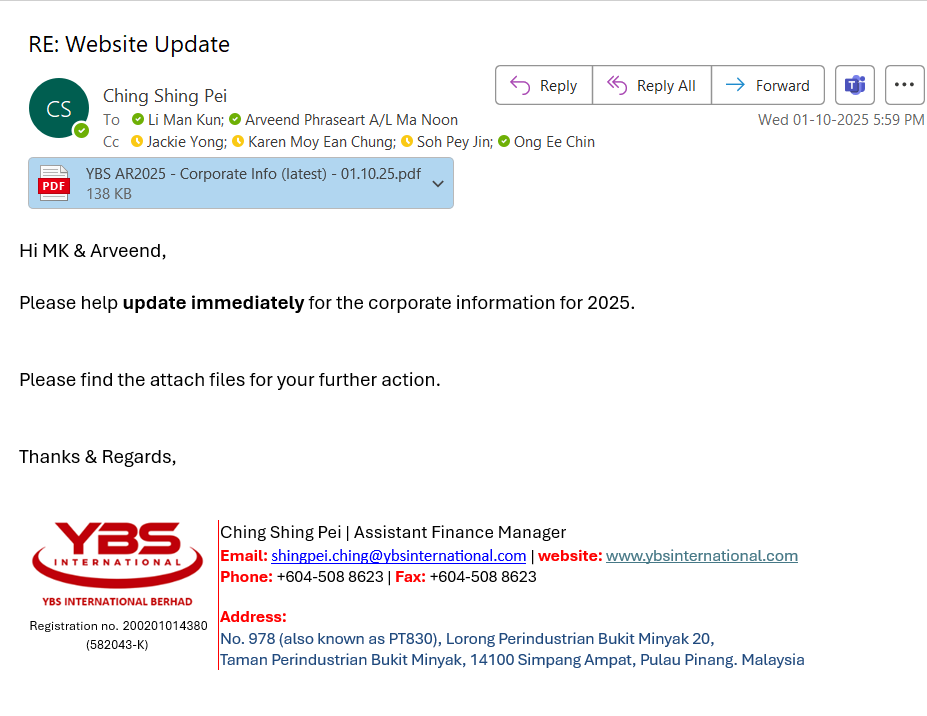 RE: Website Update
CS
Ching Shing Pei
Reply
Reply All
Forward
To Li Man Kun; Arveend Phraseart A/L Ma Noon
Wed 01-10-2025 5:59 PM
Cc Jackie Yong; Karen Moy Ean Chung; Soh Pey Jin; Ong Ee Chin
PDF
YBS AR2025 - Corporate Info (latest) - 01.10.25.pdf
138 KB
Hi MK & Arveend,
Please help update immediately for the corporate information for 2025.
Please find the attach files for your further action.
Thanks & Regards,
YBS
INTERNATIONAL
YBS INTERNATIONAL BERHAD
Registration no. 200201014380
(582043-K)
Ching Shing Pei | Assistant Finance Manager
Email: shingpei.ching@ybsinternational.com | website: www.ybsinternational.com
Phone: +604-508 8623 | Fax: +604-508 8623
Address:
No. 978 (also known as PT830), Lorong Perindustrian Bukit Minyak 20,
Taman Perindustrian Bukit Minyak, 14100 Simpang Ampat, Pulau Pinang. Malaysia